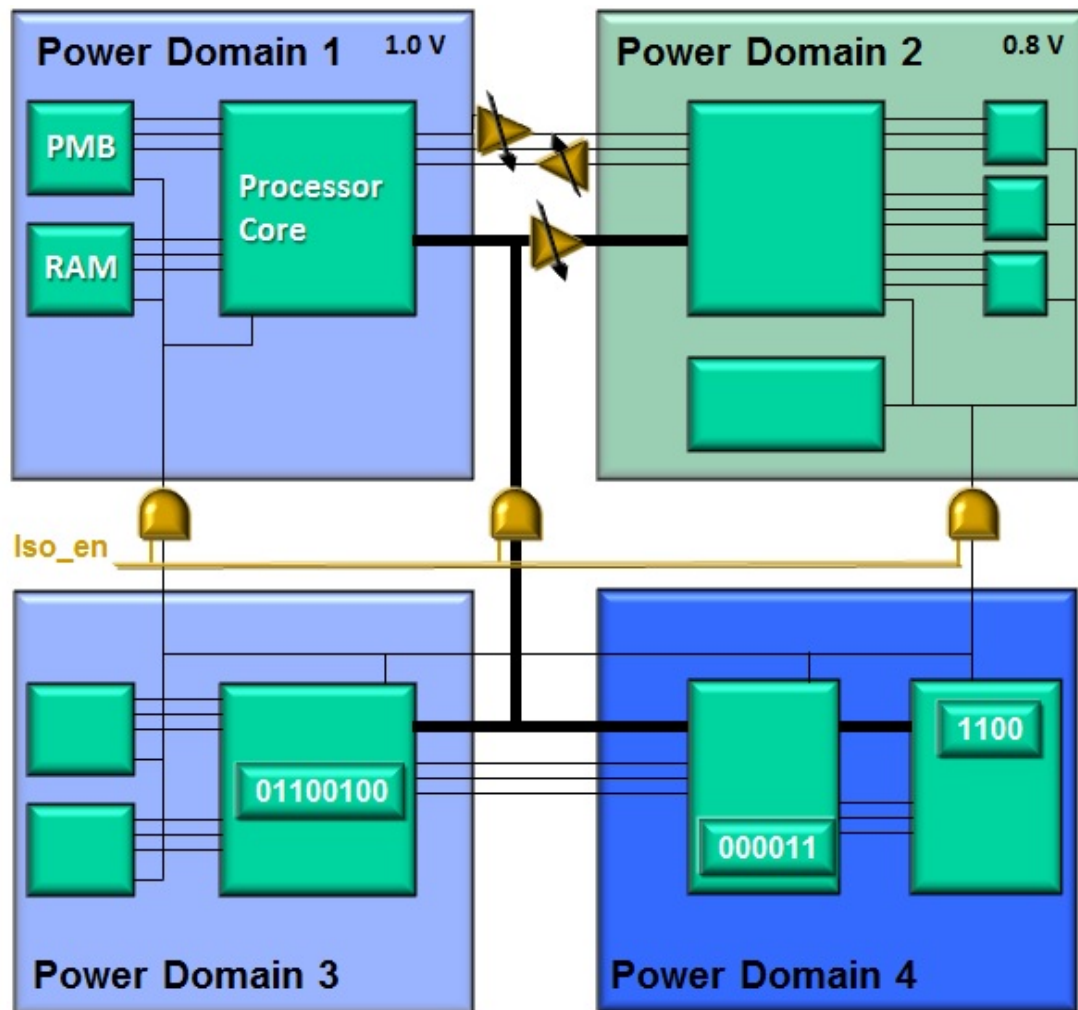 Power Domain 1 1.0 V
Power Domain 2 0.8 V
PMB
Processor
Core
RAM
Iso_en
01100100
1100
000011
Power Domain 3
Power Domain 4